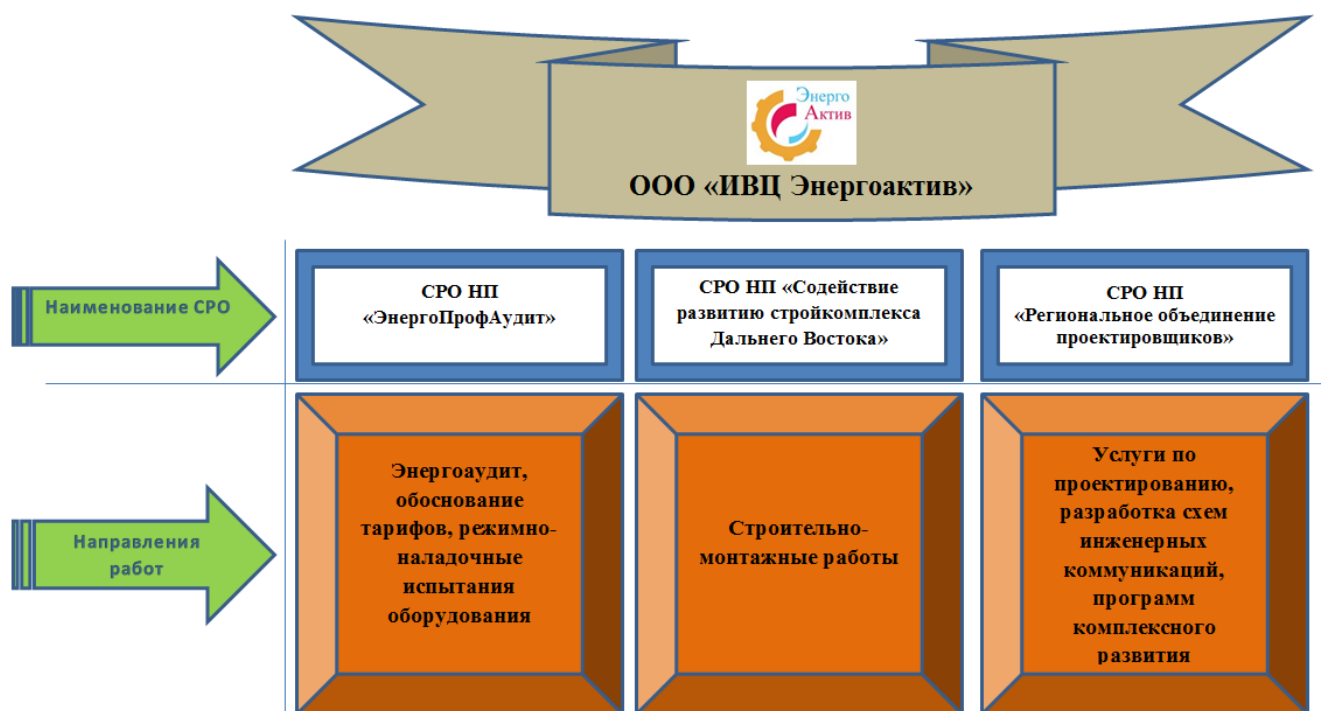 Энерго
Актив
ООО «ИВЦ Энергоактив»
Наименование СРО
СРО НП
«ЭнергоПрофАудит»
СРО НП «Содействие
развитию стройкомплекса
Дальнего Востока»
СРО НП
«Региональное объединение
проектировщиков»
Направления
работ
Энергоаудит,
обоснование
тарифов, режимно-
наладочные
испытания
оборудования
Строительно-
монтажные работы
Услуги по
проектированию,
разработка схем
инженерных
коммуникаций,
программ
комплексного
развития